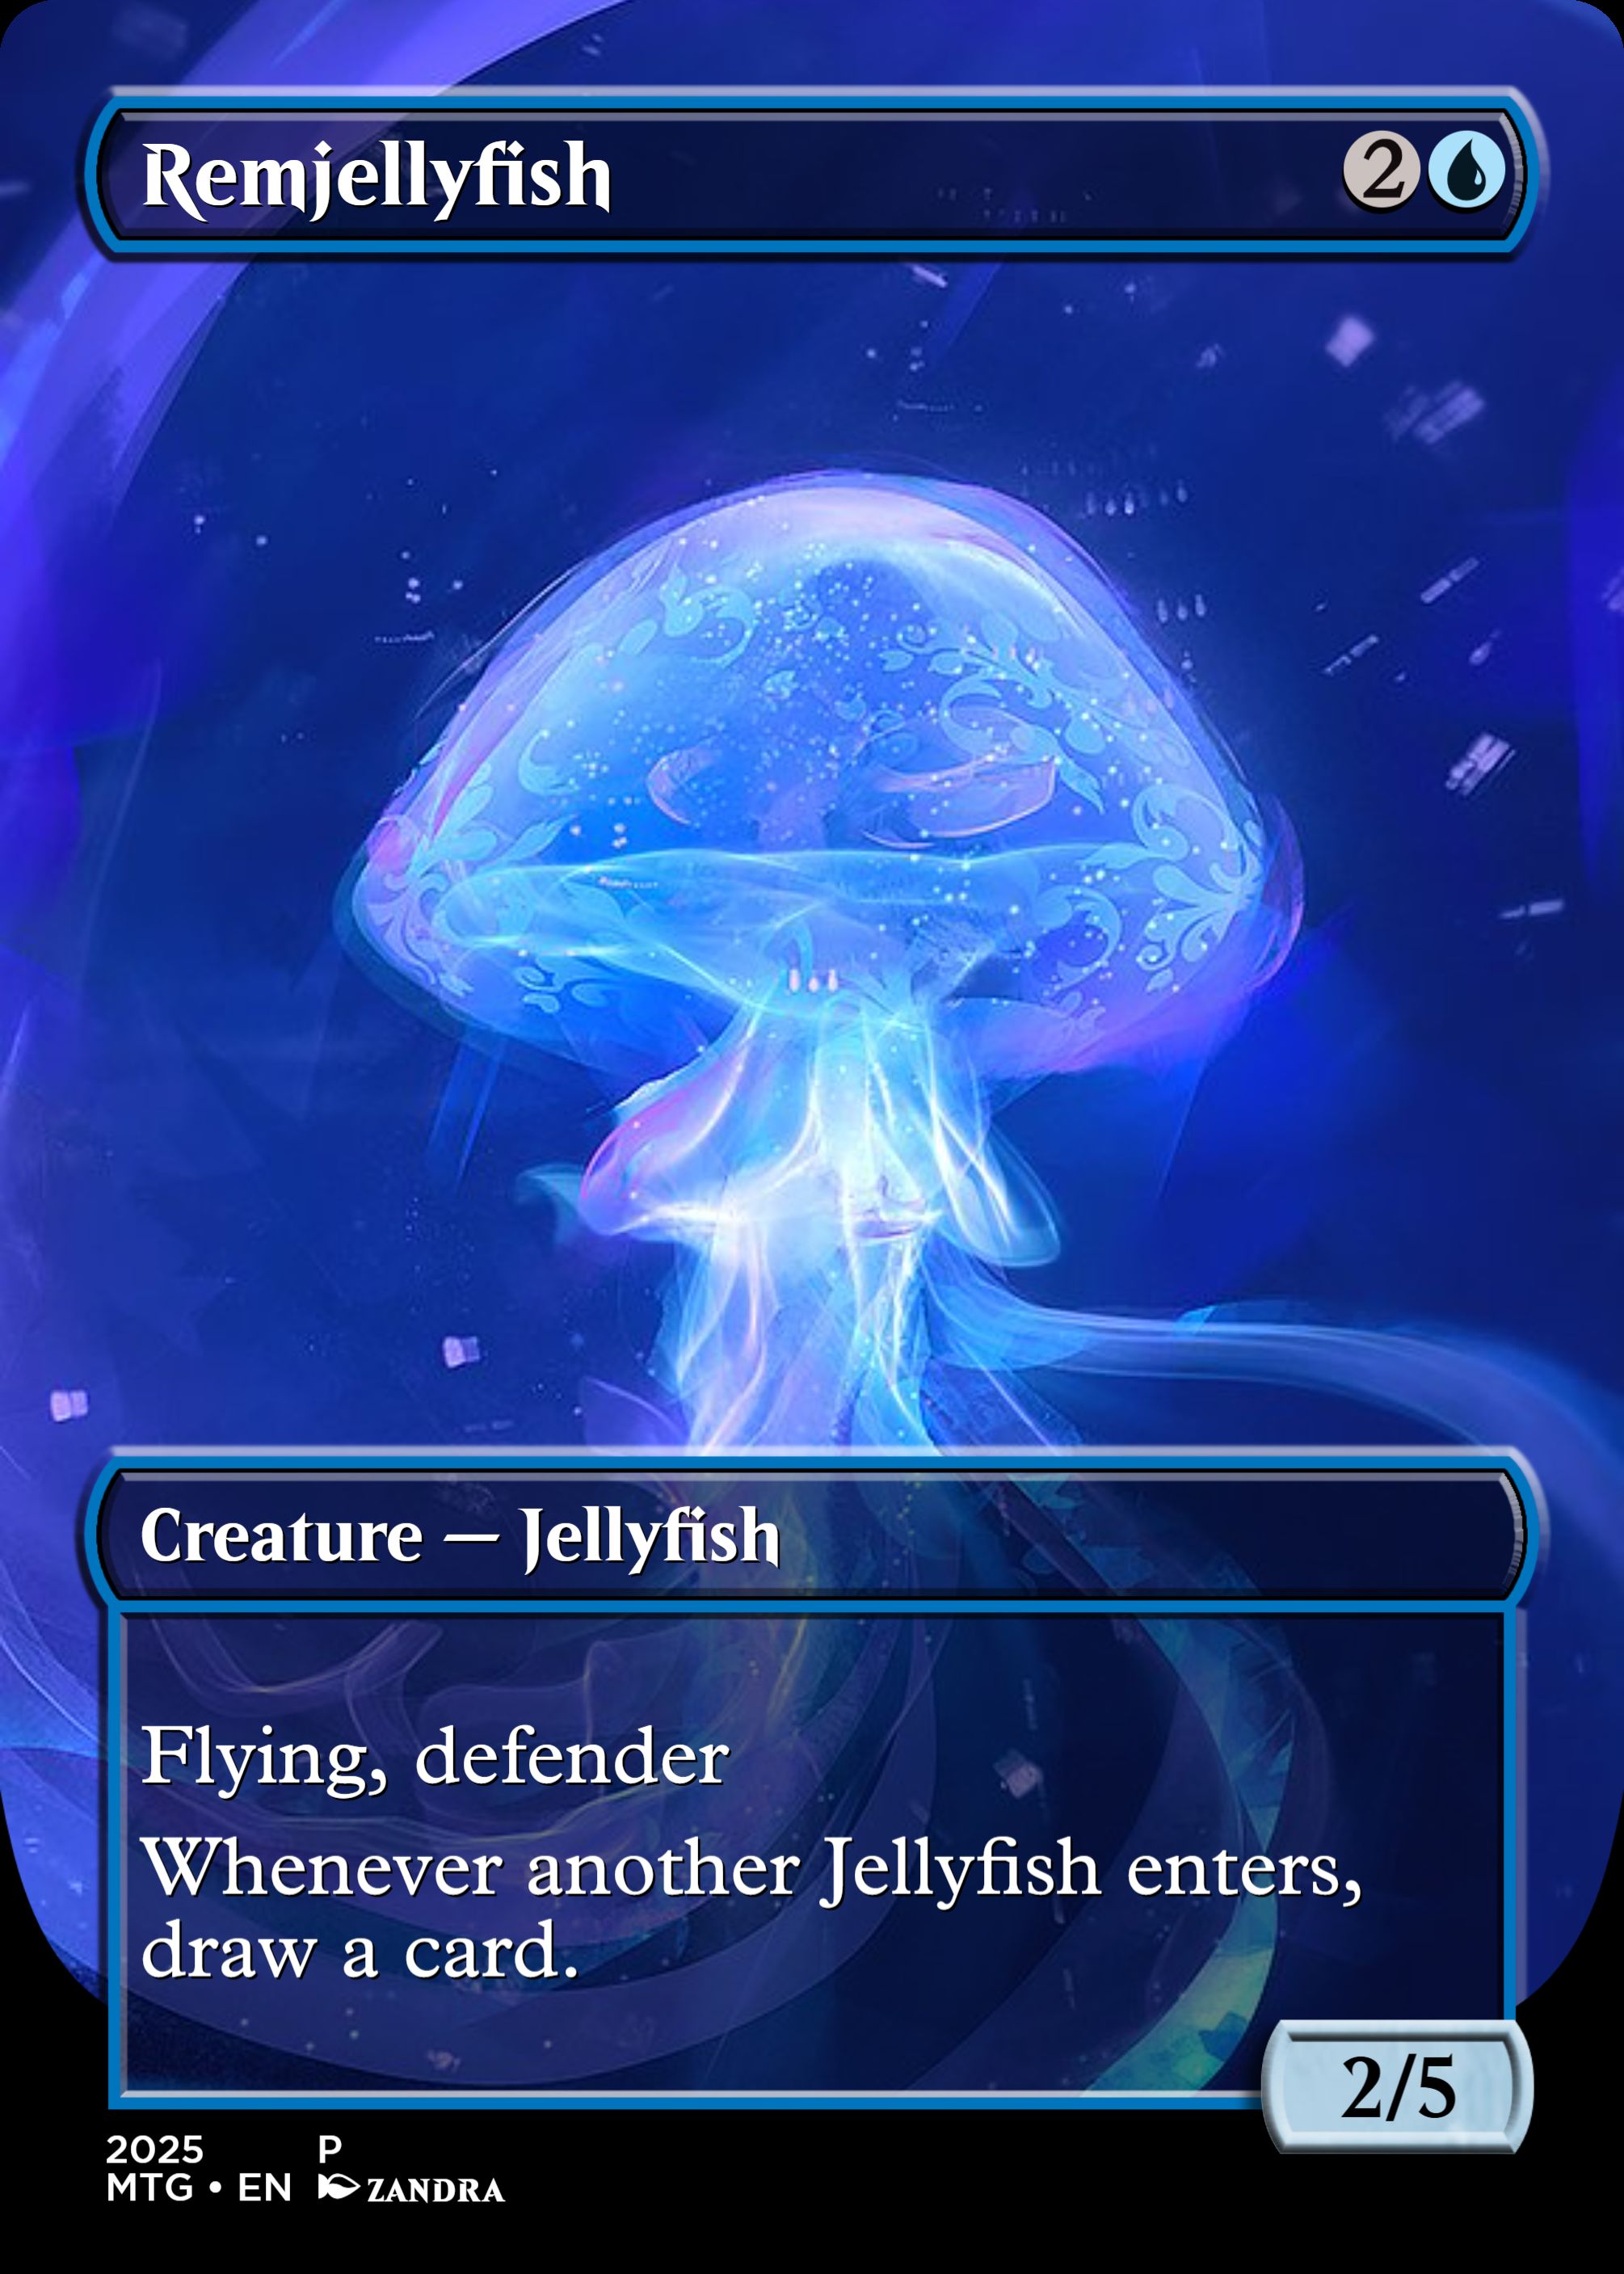 Remjellyfish 2
Creature — Jellyfish
Flying, defender
Whenever another Jellyfish enters,
draw a card.
2/5
2025 P
MTG • EN ZANDRA